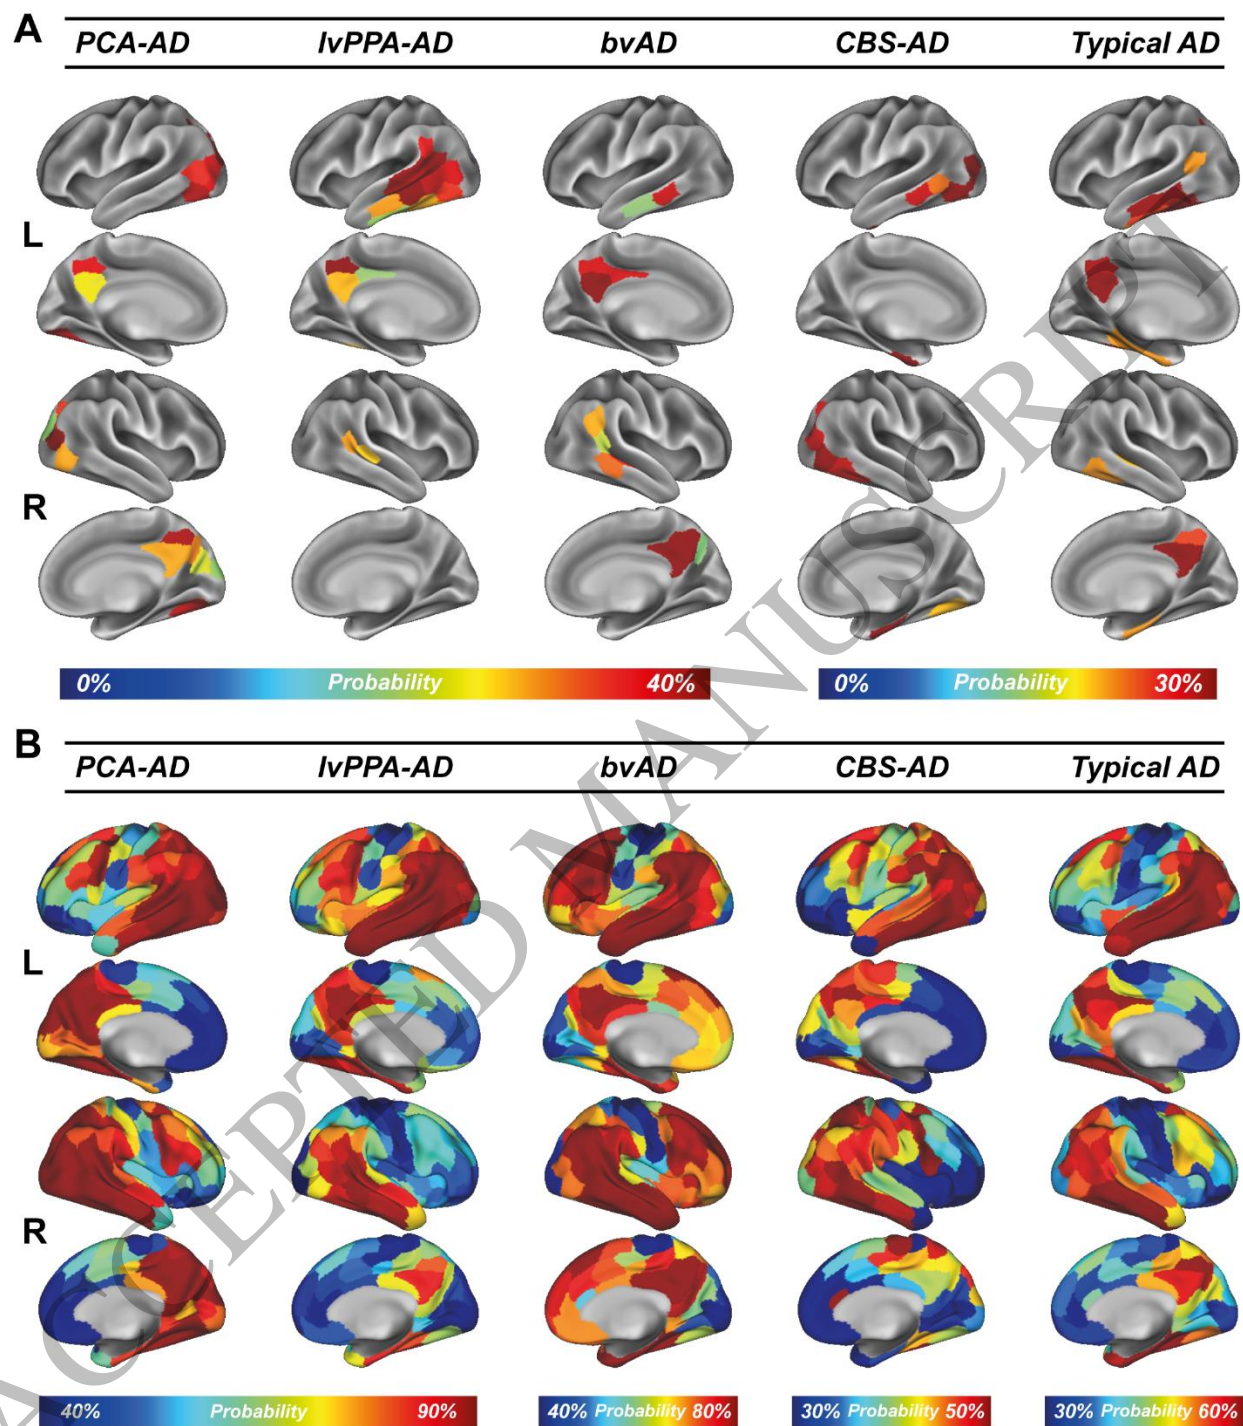 A
PCA-AD lvPPA-AD bvAD CBS-AD Typical AD
L
R
0% Probability 40% 0% Probability 30%
B
PCA-AD lvPPA-AD bvAD CBS-AD Typical AD
L
R
40% Probability 90% 40% Probability 80% 30% Probability 50% 30% Probability 60%
ACCEPTED MANUSCRIPT